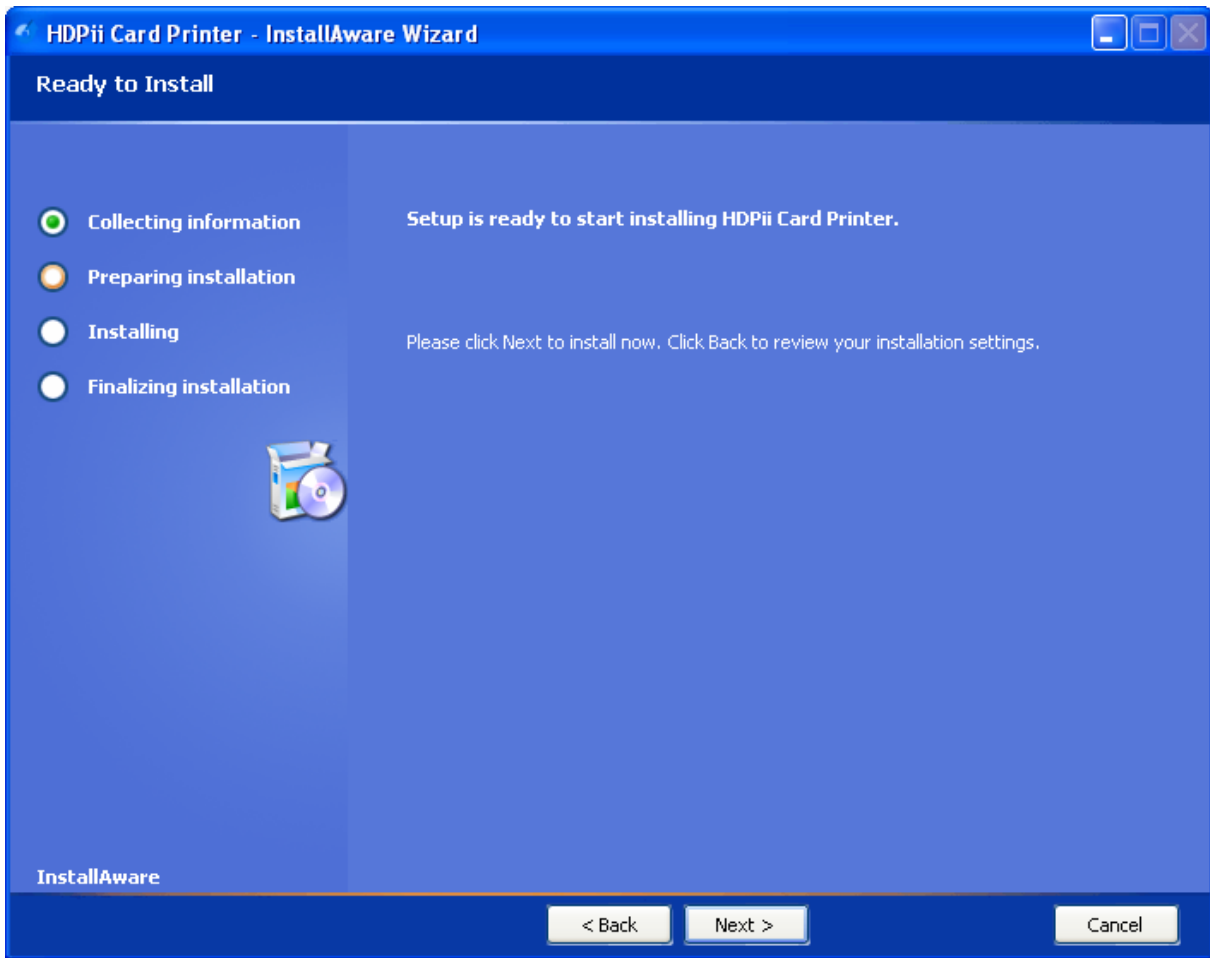 HDPii Card Printer - InstallAware Wizard
Ready to Install
Collecting information
Preparing installation
Installing
Finalizing installation
Setup is ready to start installing HDPii Card Printer.
Please click Next to install now. Click Back to review your installation settings.
InstallAware
< Back
Next >
Cancel